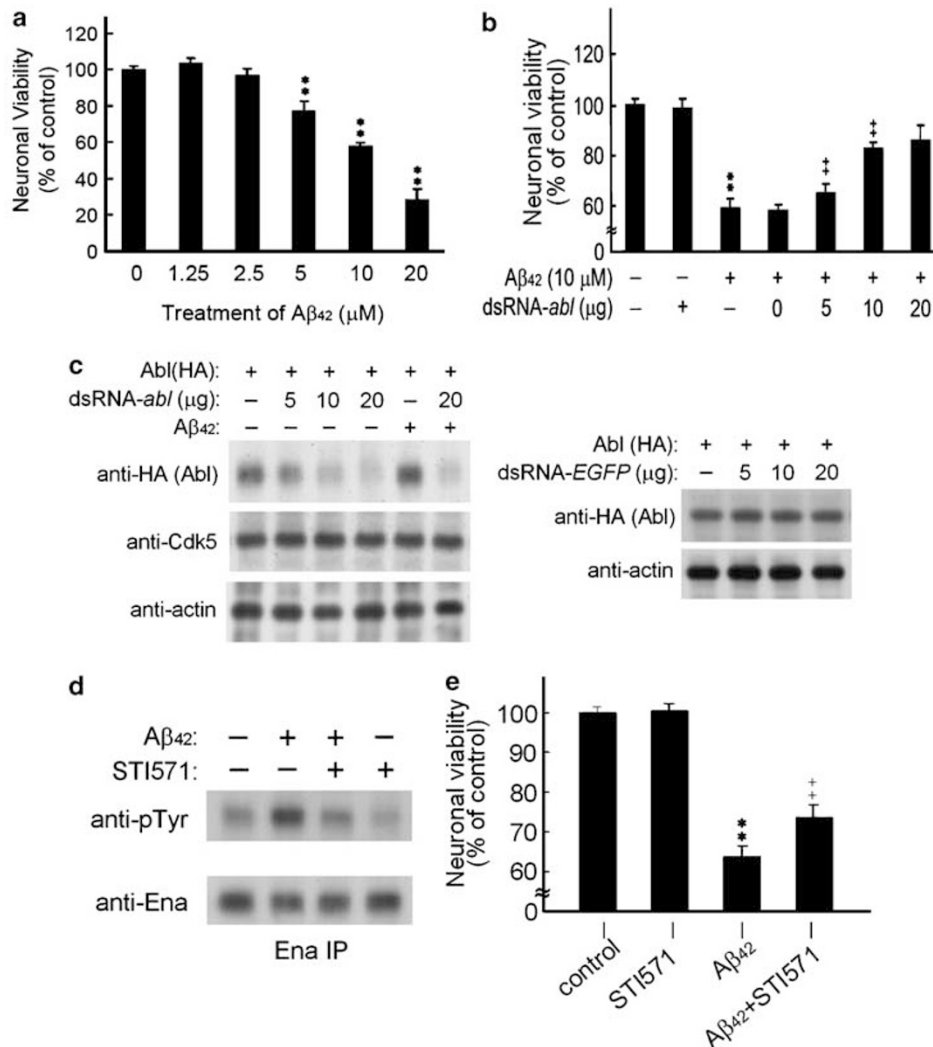 a
Neuronal Viability
(% of control)
120
100
80
60
40
20
0
** ** **
0 1.25 2.5 5 10 20
Treatment of Aβ42 (μM)
b
Neuronal viability
(% of control)
120
100
80
60
0
** ++ ++
Aβ42 (10 μM) – – + + + + +
dsRNA-abl (μg) – + – 0 5 10 20
c
Abl(HA): + + + + + +
dsRNA-abl (μg): – 5 10 20 – 20
Aβ42: – – – – + +
anti-HA (Abl)
anti-Cdk5
anti-actin
Abl (HA): + + + +
dsRNA-EGFP (μg): – 5 10 20
anti-HA (Abl)
anti-actin
d
Aβ42: – + + –
STI571: – – + +
anti-pTyr
anti-Ena
Ena IP
e
Neuronal viability
(% of control)
100
90
80
70
60
0
** ++
control
STI571
Aβ42
Aβ42+STI571